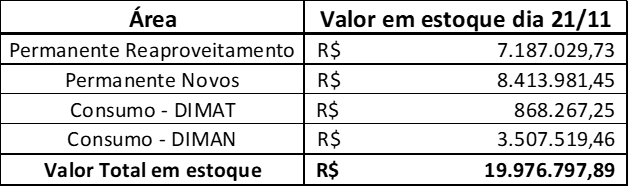 Área Valor em estoque dia 21/11
Permanente Reaproveitamento R$ 7.187.029,73
Permanente Novos R$ 8.413.981,45
Consumo - DIMAT R$ 868.267,25
Consumo - DIMAN R$ 3.507.519,46
Valor Total em estoque R$ 19.976.797,89